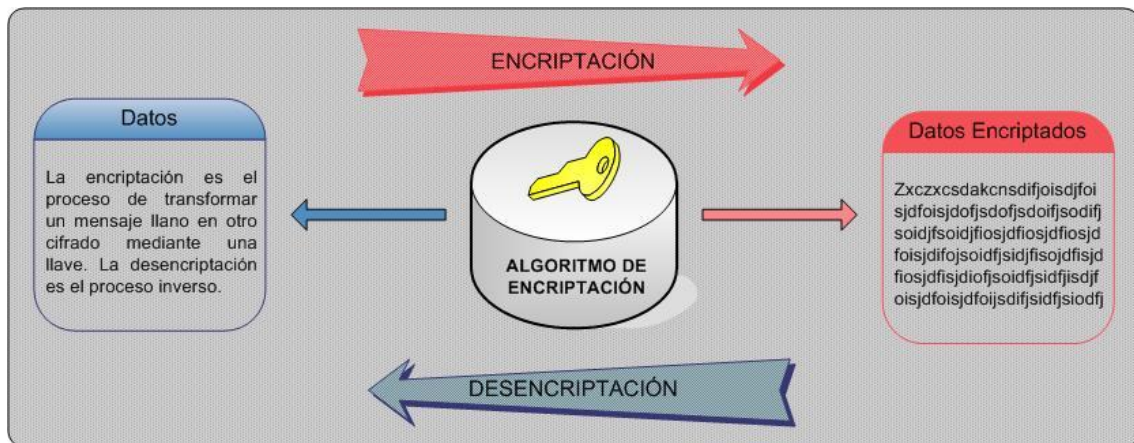 ENCRIPTACIÓN
Datos
La encriptación es el
proceso de transformar
un mensaje llano en otro
cifrado mediante una
llave. La desencriptación
es el proceso inverso.
ALGORITMO DE
ENCRIPTACIÓN
Datos Encriptados
Zxczxcsdakcnsdifjoisdjfoi
sjdfoisjdofjsdofjsdoifjsodifj
soidjfsoidjfiosjdfiosjdfiosjd
foisjdifojsoidfjsidjfisojdfisjd
fiosjdfisjdiofjsoidfjsidfjisdjf
oisjdfoisjdfoijsdifjsidfjsiodfj
DESENCRIPTACIÓN